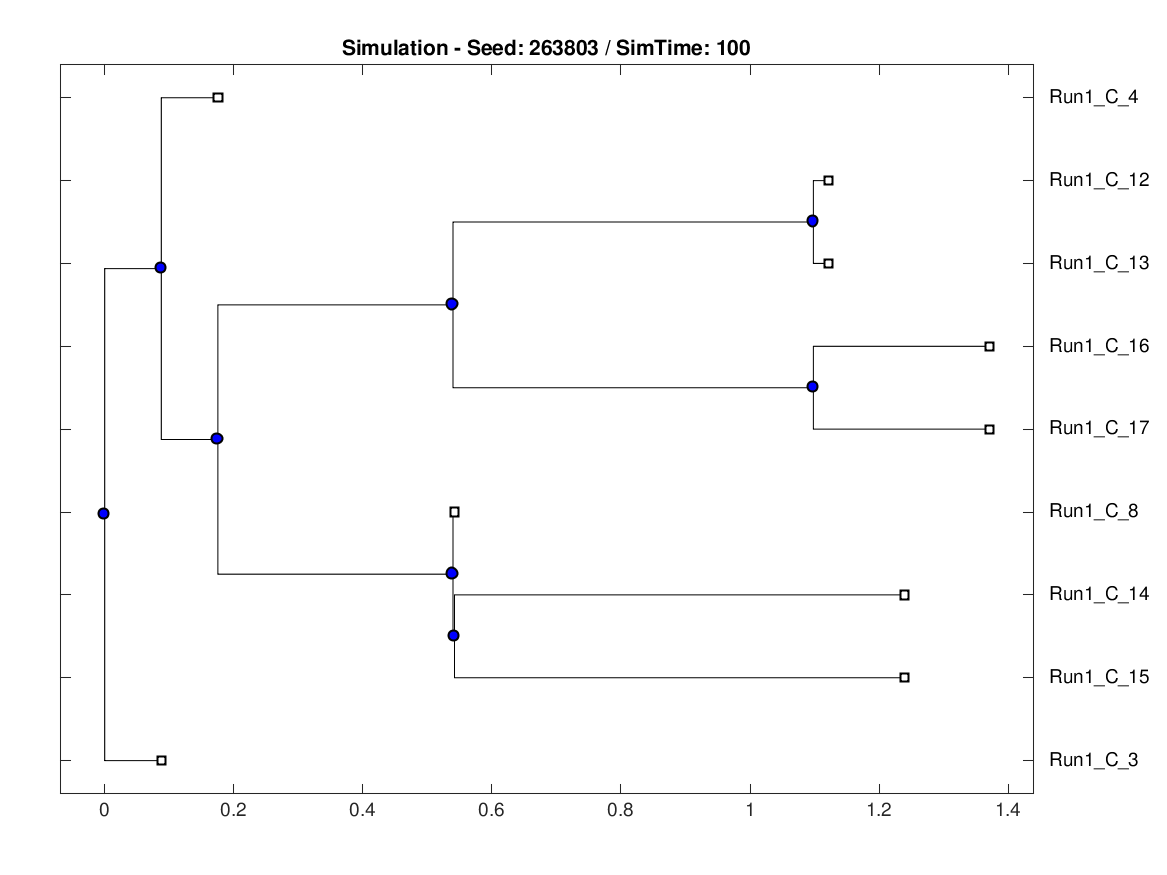 Simulation - Seed: 263803 / SimTime: 100
Run1_C_4
Run1_C_12
Run1_C_13
Run1_C_16
Run1_C_17
Run1_C_8
Run1_C_14
Run1_C_15
Run1_C_3
0 0.2 0.4 0.6 0.8 1 1.2 1.4